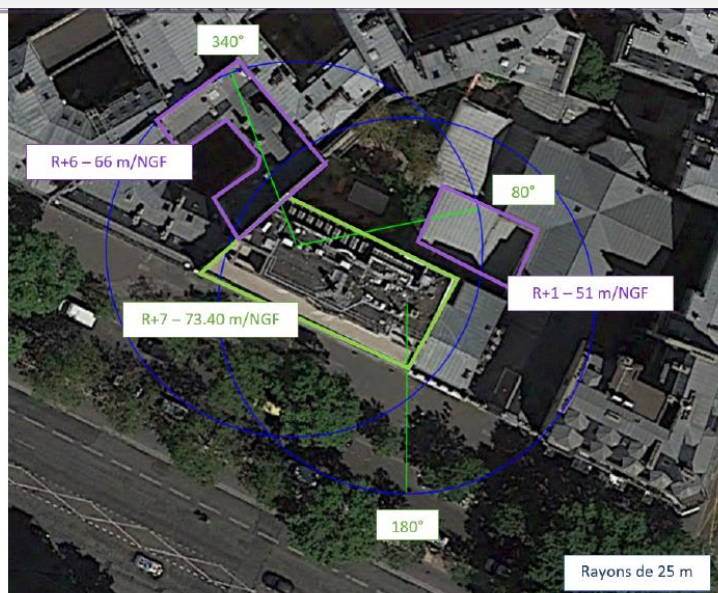 340°
R+6 – 66 m/NGF
80°
R+1 – 51 m/NGF
R+7 – 73.40 m/NGF
180°
Rayons de 25 m